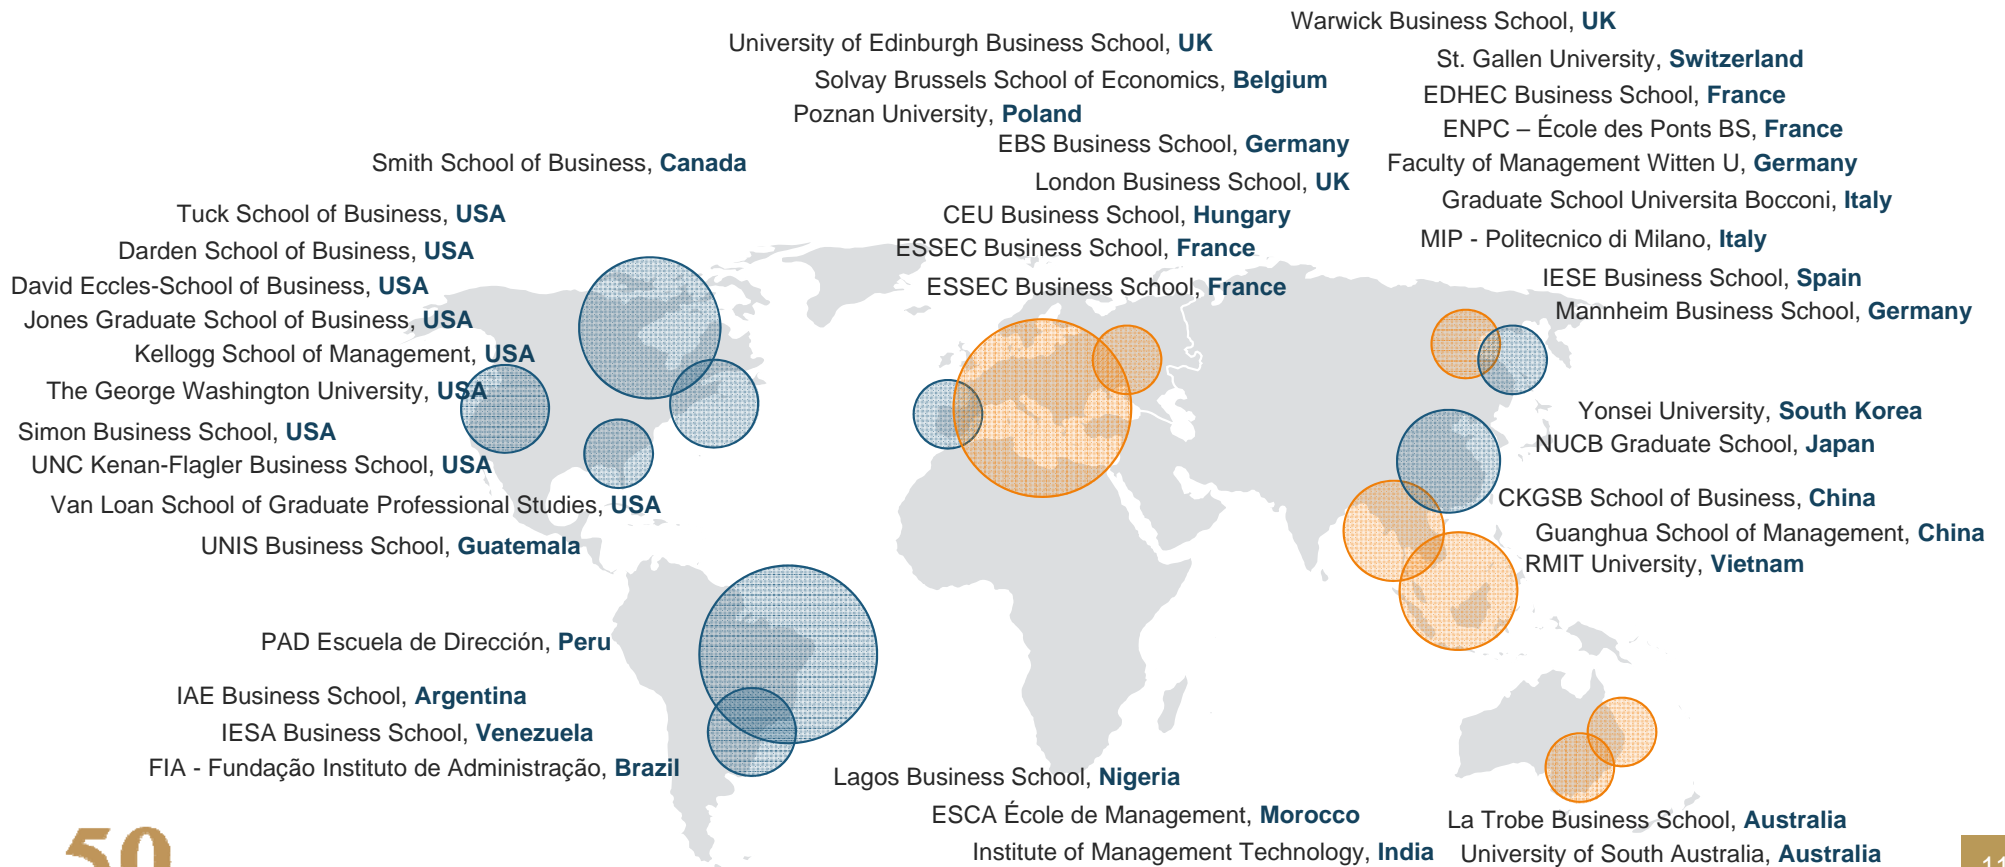 Warwick Business School, UK
University of Edinburgh Business School, UK
St. Gallen University, Switzerland
Solvay Brussels School of Economics, Belgium
EDHEC Business School, France
Poznan University, Poland
ENPC – École des Ponts BS, France
EBS Business School, Germany
Faculty of Management Witten U, Germany
Smith School of Business, Canada
London Business School, UK
Graduate School Universita Bocconi, Italy
Tuck School of Business, USA
CEU Business School, Hungary
MIP - Politecnico di Milano, Italy
Darden School of Business, USA
ESSEC Business School, France
IESE Business School, Spain
David Eccles-School of Business, USA
ESSEC Business School, France
Mannheim Business School, Germany
Jones Graduate School of Business, USA
Kellogg School of Management, USA
The George Washington University, USA
Yonsei University, South Korea
Simon Business School, USA
NUCB Graduate School, Japan
UNC Kenan-Flagler Business School, USA
Van Loan School of Graduate Professional Studies, USA
CKGSB School of Business, China
Guanghua School of Management, China
UNIS Business School, Guatemala
RMIT University, Vietnam
PAD Escuela de Dirección, Peru
IAE Business School, Argentina
IESA Business School, Venezuela
FIA - Fundação Instituto de Administração, Brazil
Lagos Business School, Nigeria
ESCA École de Management, Morocco
La Trobe Business School, Australia
Institute of Management Technology, India
University of South Australia, Australia
50